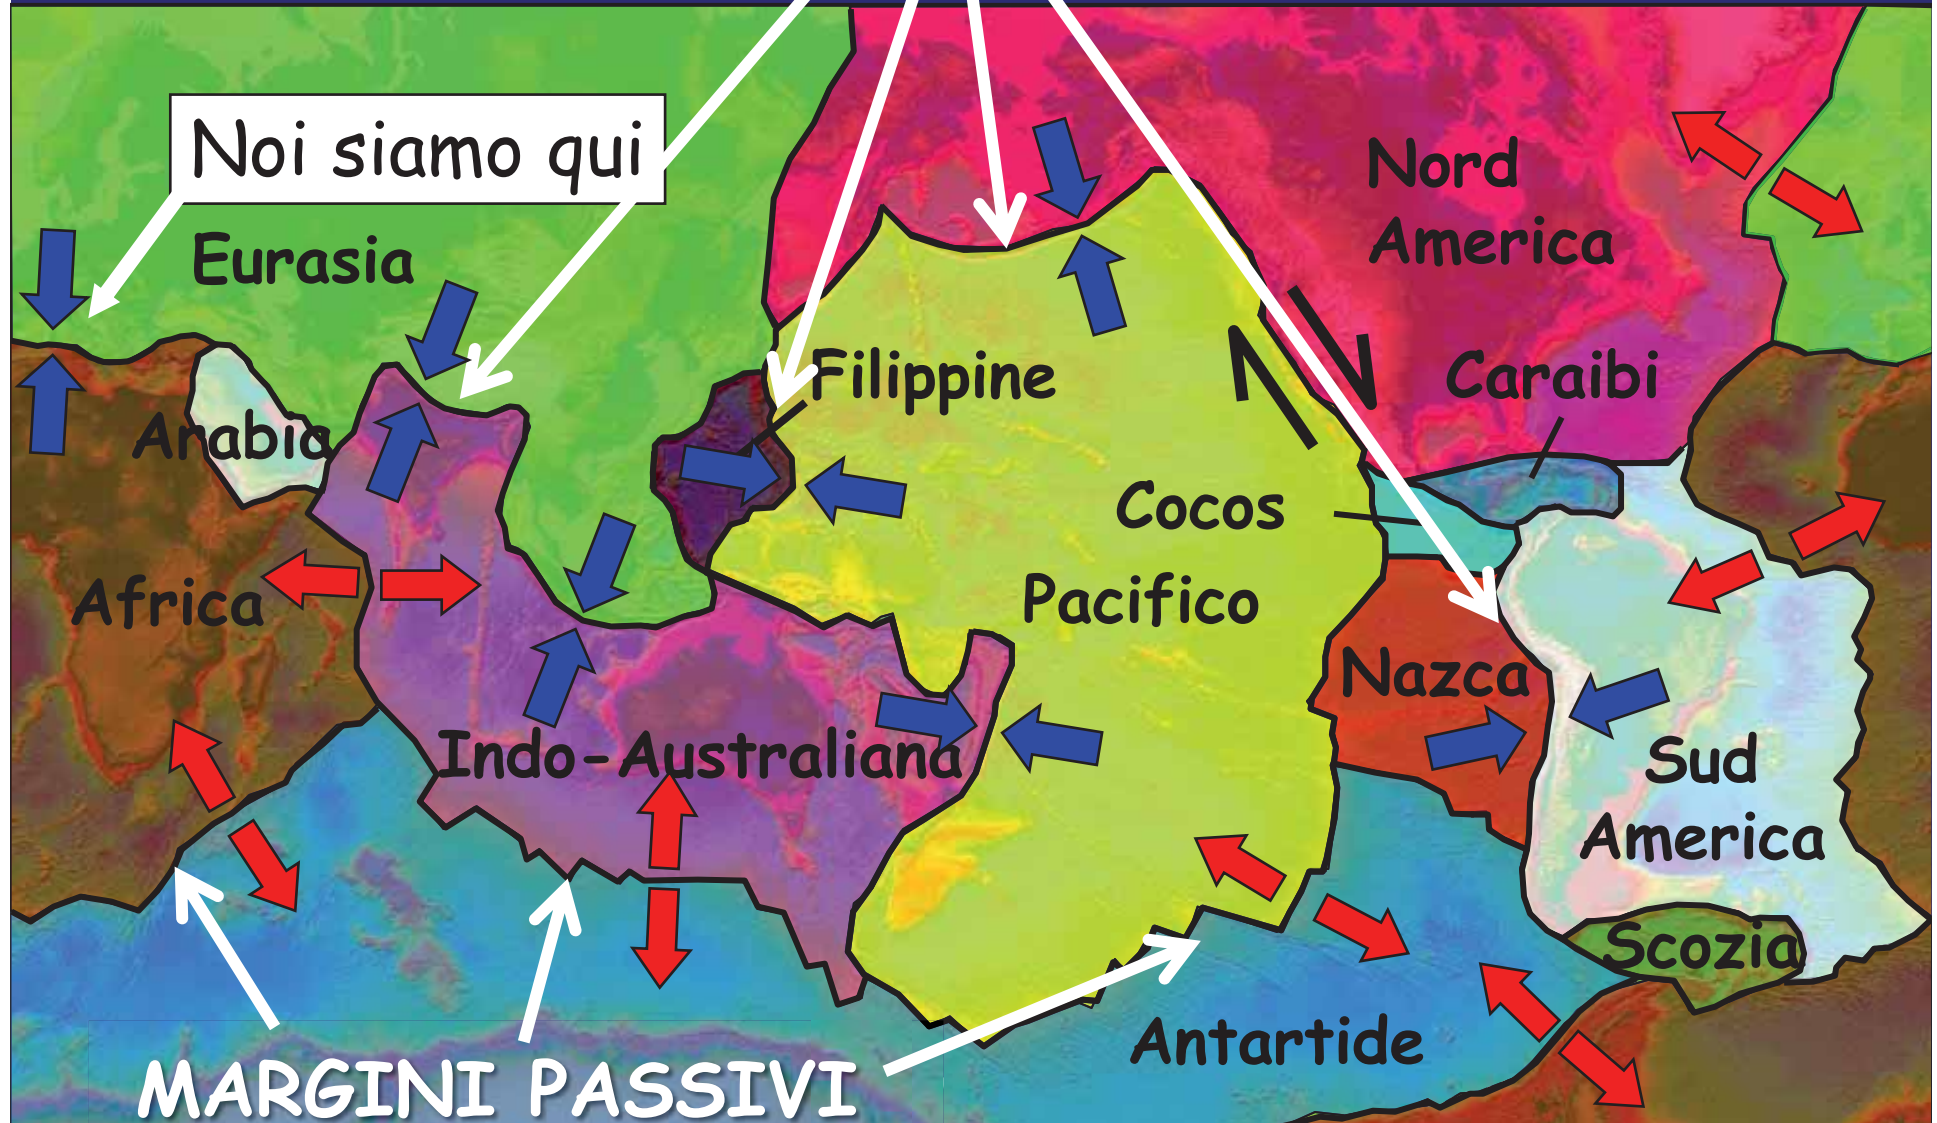 Noi siamo qui
Eurasia
Nord
America
Filippine
Caraibi
Arabia
Cocos
Africa
Pacifico
Nazca
Indo-Australiana
Sud
America
Scozia
Antartide
MARGINI PASSIVI